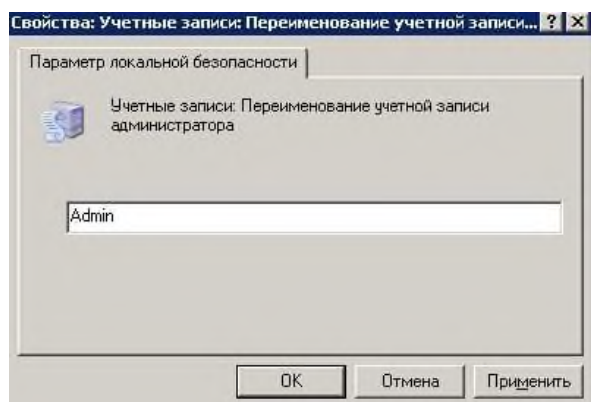 Свойства: Учетные записи: Переименование учетной записи...
Параметр локальной безопасности
Учетные записи: Переименование учетной записи
администратора
Admin
OK Отмена Применить